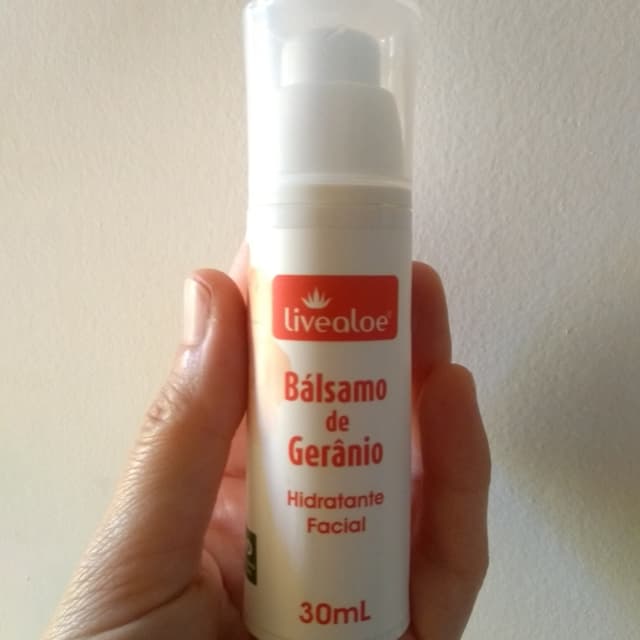 livealoe®
Bálsamo
de
Gerânio
Hidratante
Facial
30mL